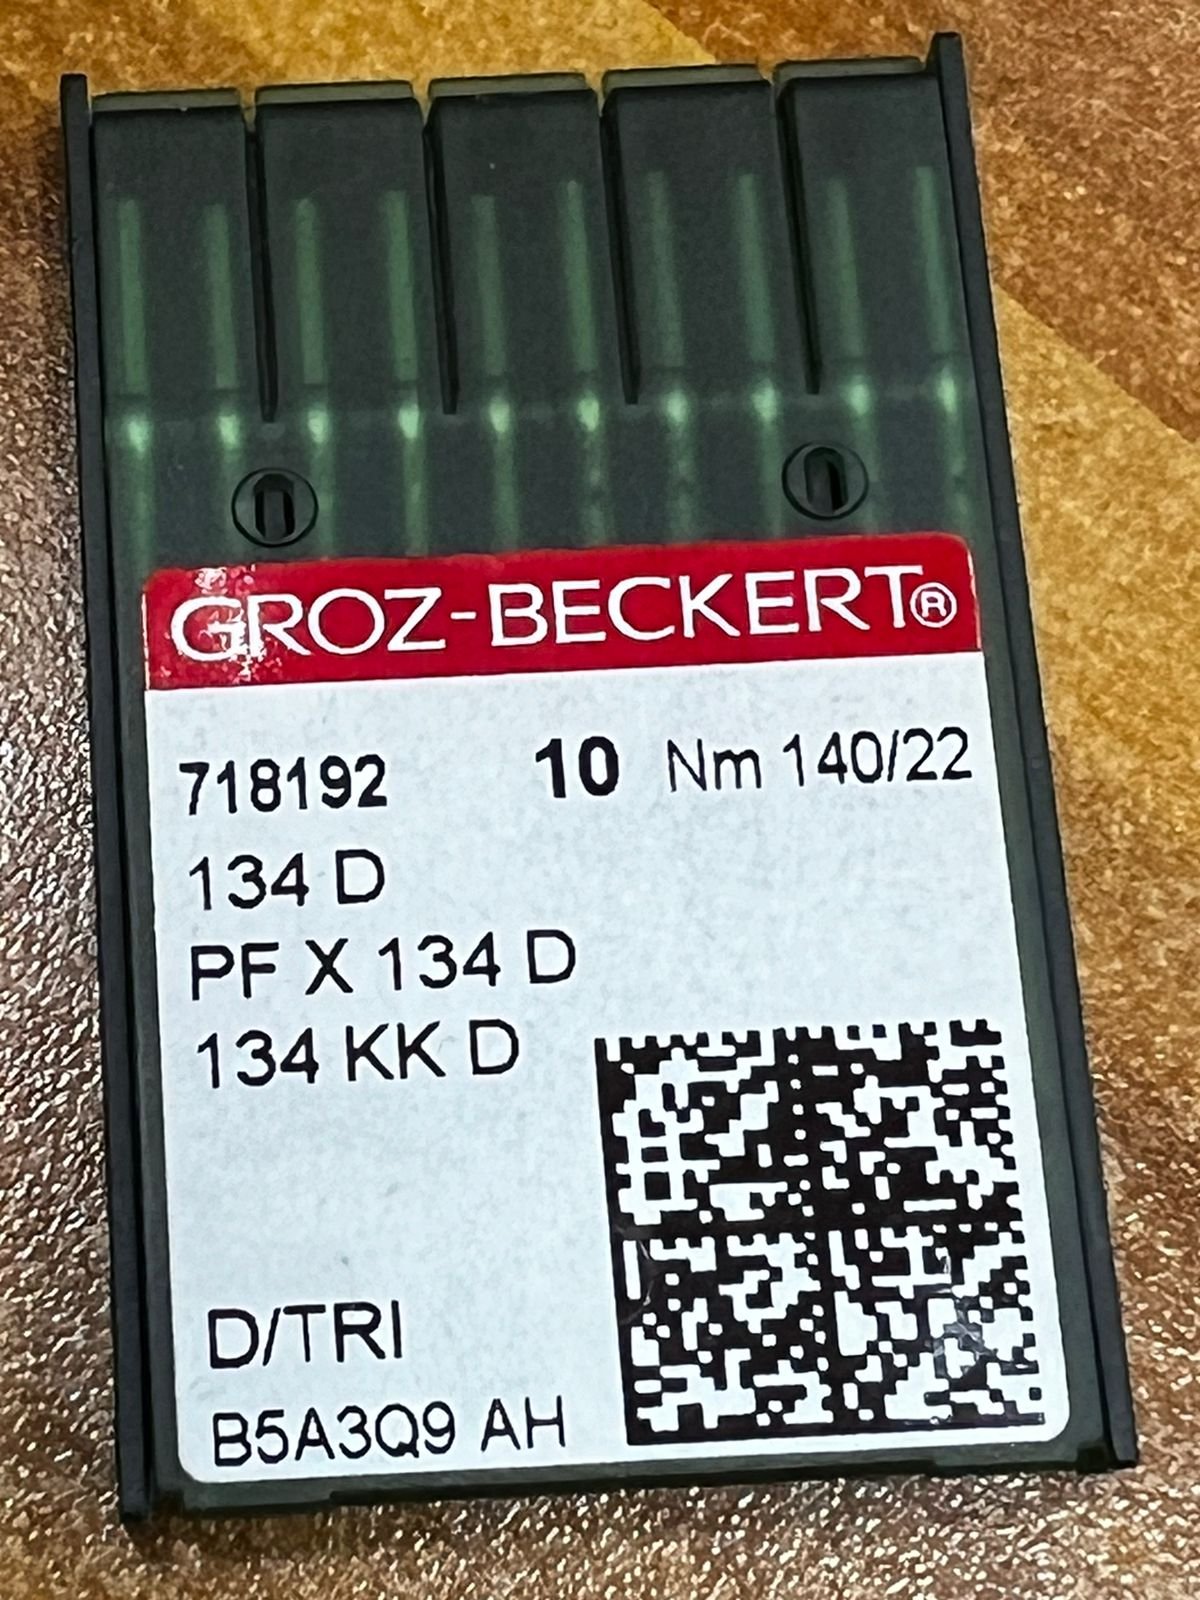 GROZ-BECKERT®
718192 10 Nm 140/22
134 D
PF X 134 D
134 KK D
D/TRI
B5A3Q9 AH